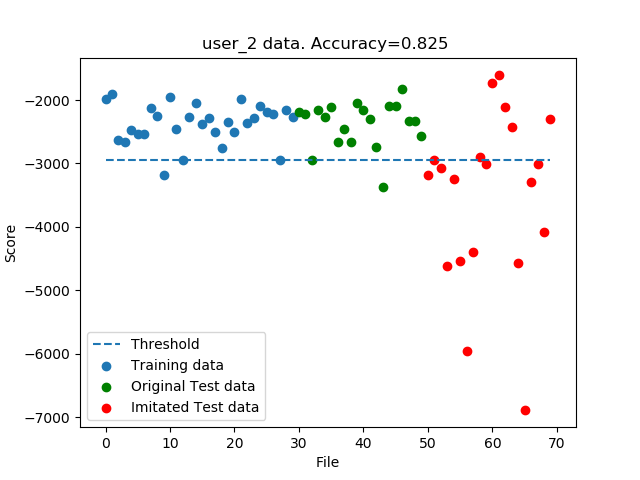 user_2 data. Accuracy=0.825
Score
−2000
−3000
−4000
−5000
−6000
−7000
Threshold
Training data
Original Test data
Imitated Test data
0 10 20 30 40 50 60 70
File